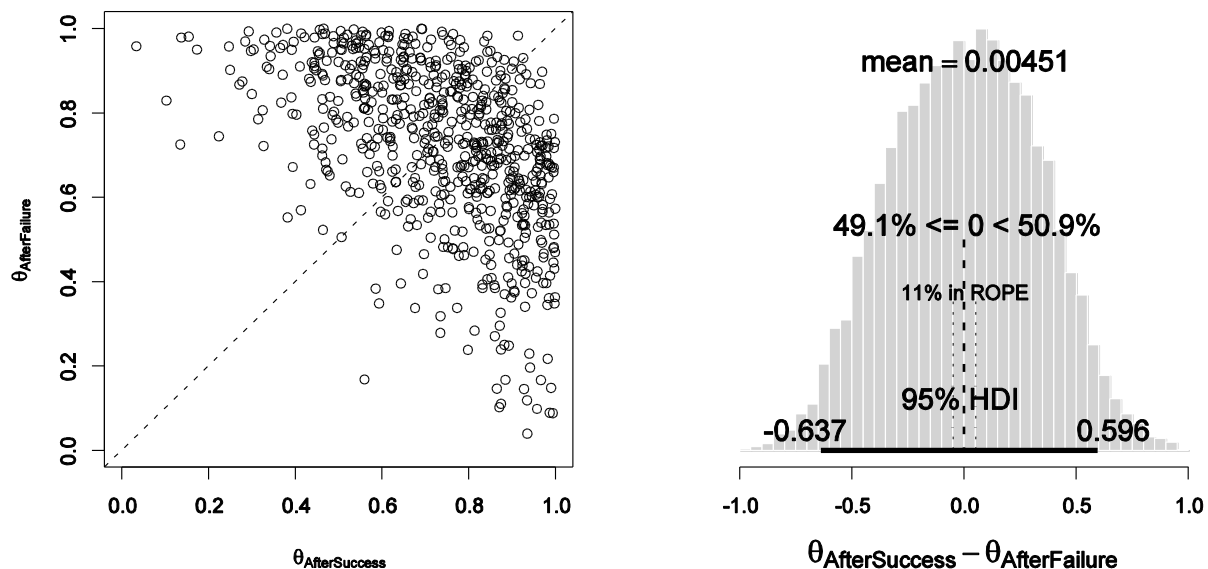 1.0
0.8
0.6
0.4
0.2
0.0
θAfterFailure
0.0 0.2 0.4 0.6 0.8 1.0
θAfterSuccess
mean = 0.00451
49.1% <= 0 < 50.9%
11% in ROPE
95% HDI
-0.637 0.596
-1.0 -0.5 0.0 0.5 1.0
θAfterSuccess − θAfterFailure